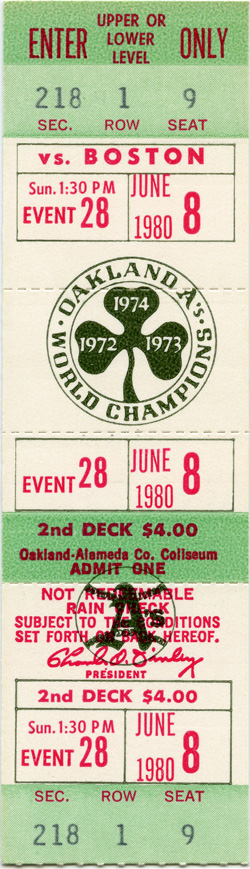 UPPER OR
ENTER LOWER ONLY
LEVEL
218 1 9
SEC. ROW SEAT
vs. BOSTON
Sun. 1:30 PM JUNE
EVENT 28 1980 8
OAKLAND A's
1974
1972 1973
WORLD CHAMPIONS
JUNE
EVENT 28 1980 8
2nd DECK $4.00
Oakland-Alameda Co. Coliseum
ADMIT ONE
NOT REDEEMABLE
RAIN CHECK
SUBJECT TO THE CONDITIONS
SET FORTH ON BACK HEREOF.
A's
Charles O. Finley
PRESIDENT
2nd DECK $4.00
Sun. 1:30 PM JUNE
EVENT 28 1980 8
SEC. ROW SEAT
218 1 9